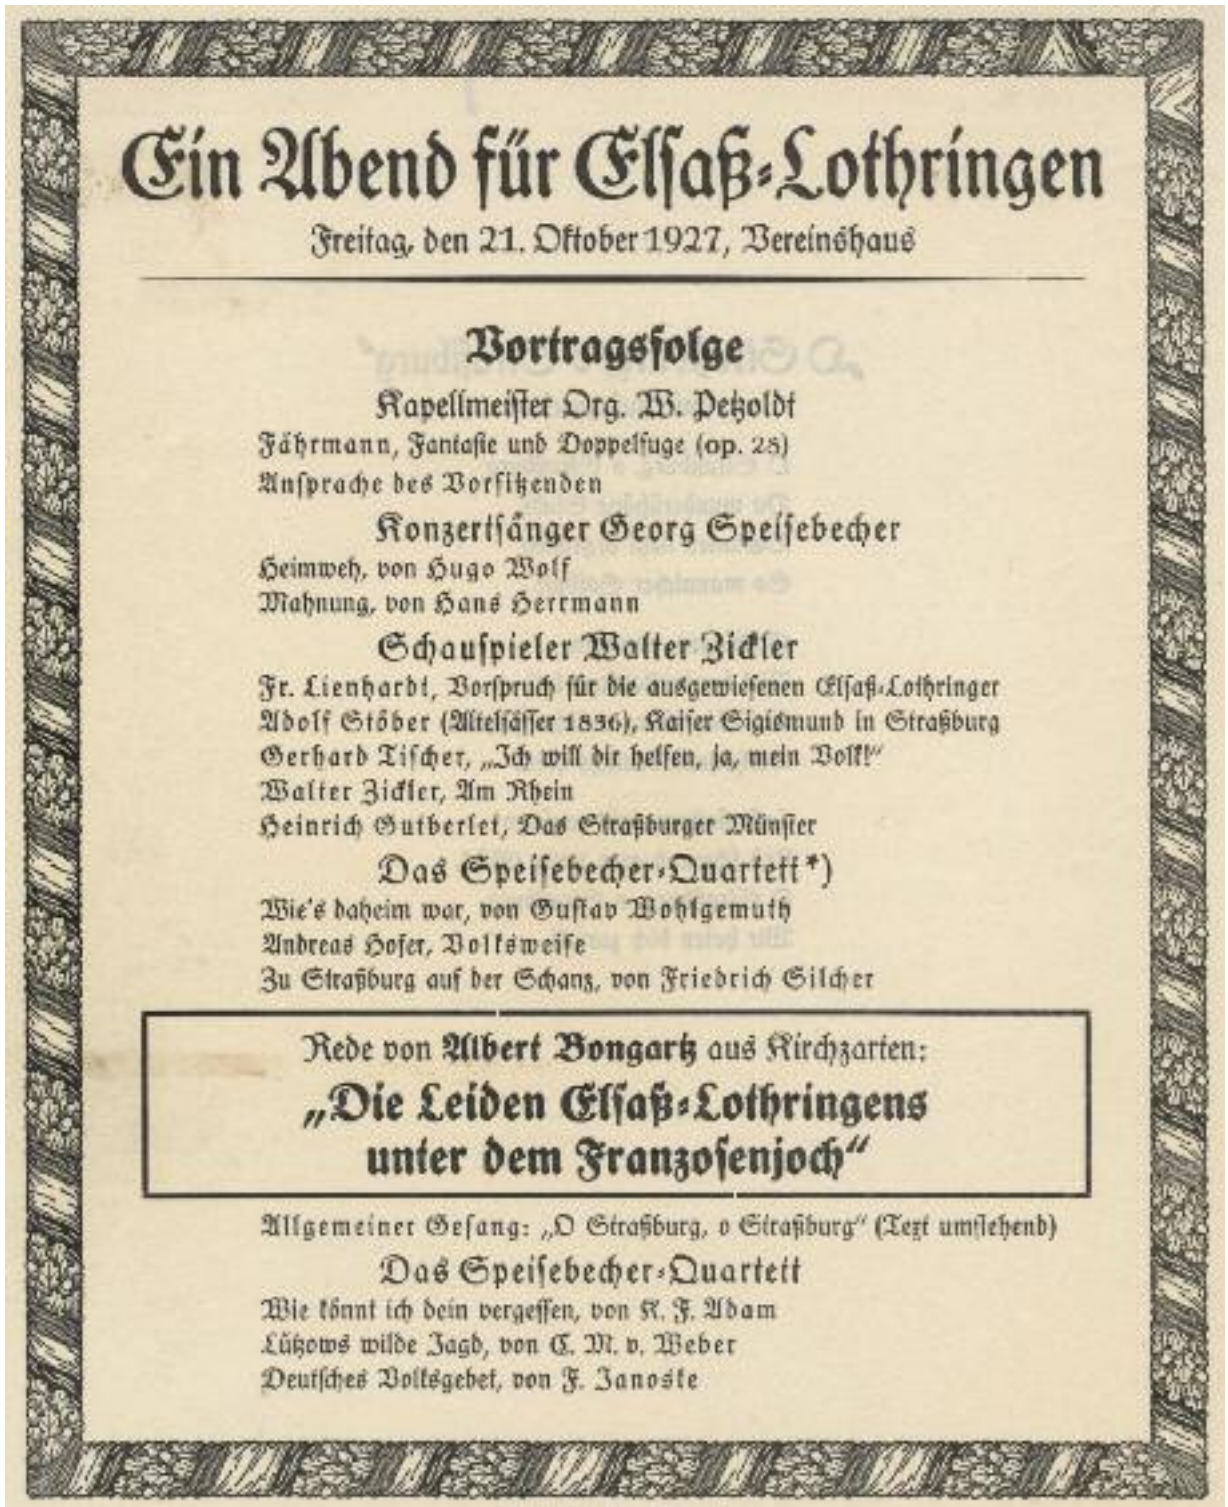 Ein Abend für Elsaß-Lothringen
Freitag, den 21. Oktober 1927, Vereinshaus
Vortragsfolge
Kapellmeister Org. W. Petzoldt
Fährmann, Fantasie und Doppelfuge (op. 28)
Ansprache des Vorsitzenden
Konzertsänger Georg Speisebecher
Heimweh, von Hugo Wolf
Mahnung, von Hans Herrmann
Schauspieler Walter Zickler
Fr. Lienhardt, Vorspruch für die ausgewiesenen Elsaß-Lothringer
Adolf Stöber (Altelsässer 1836), Kaiser Sigismund in Straßburg
Gerhard Tischer, „Ich will dir helfen, ja, mein Volk!“
Walter Zickler, Am Rhein
Heinrich Gutberlet, Das Straßburger Münster
Das Speisebecher-Quartett*)
Wie's daheim war, von Gustav Wohlgemuth
Andreas Hofer, Volksweise
Zu Straßburg auf der Schanz, von Friedrich Silcher
Rede von Albert Bongartz aus Kirchzarten:
„Die Leiden Elsaß-Lothringens
unter dem Franzosenjoch“
Allgemeiner Gesang: „O Straßburg, o Straßburg“ (Text umstehend)
Das Speisebecher-Quartett
Wie könnt ich dein vergessen, von K. F. Adam
Lützows wilde Jagd, von C. M. v. Weber
Deutsches Volksgebet, von F. Janoske